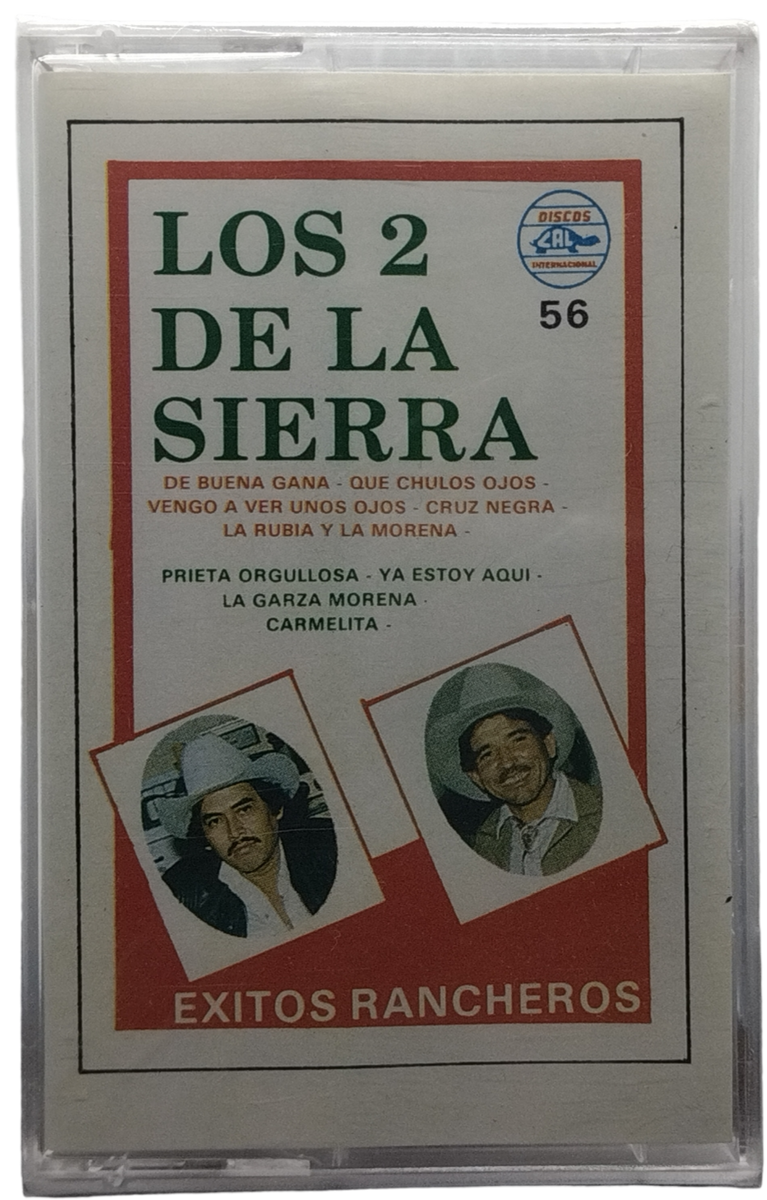 LOS 2
DE LA
SIERRA
DISCOS
CAL
INTERNACIONAL
56
DE BUENA GANA - QUE CHULOS OJOS -
VENGO A VER UNOS OJOS - CRUZ NEGRA -
LA RUBIA Y LA MORENA -
PRIETA ORGULLOSA - YA ESTOY AQUI -
LA GARZA MORENA -
CARMELITA -
EXITOS RANCHEROS